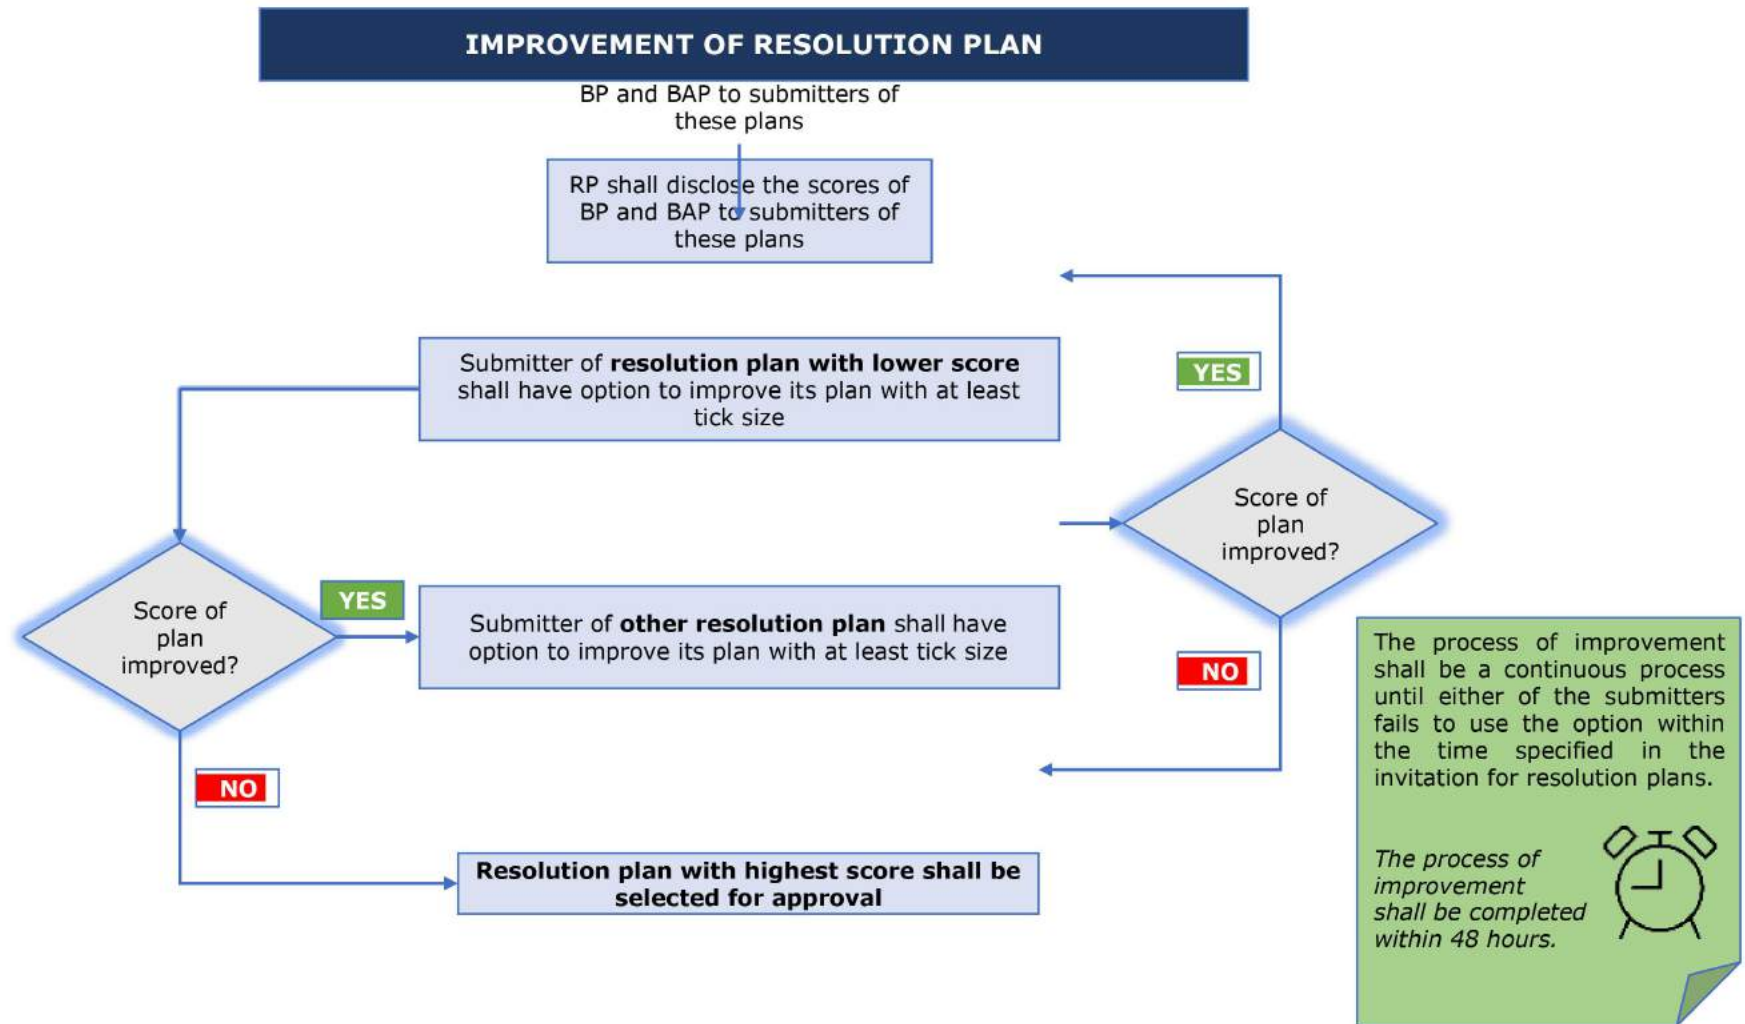 IMPROVEMENT OF RESOLUTION PLAN
BP and BAP to submitters of
these plans
RP shall disclose the scores of
BP and BAP to submitters of
these plans
Submitter of resolution plan with lower score
shall have option to improve its plan with at least
tick size
YES
Score of
plan
improved?
Score of
plan
improved?
YES
Submitter of other resolution plan shall have
option to improve its plan with at least tick size
NO
NO
Resolution plan with highest score shall be
selected for approval
The process of improvement
shall be a continuous process
until either of the submitters
fails to use the option within
the time specified in the
invitation for resolution plans.
The process of
improvement
shall be completed
within 48 hours.